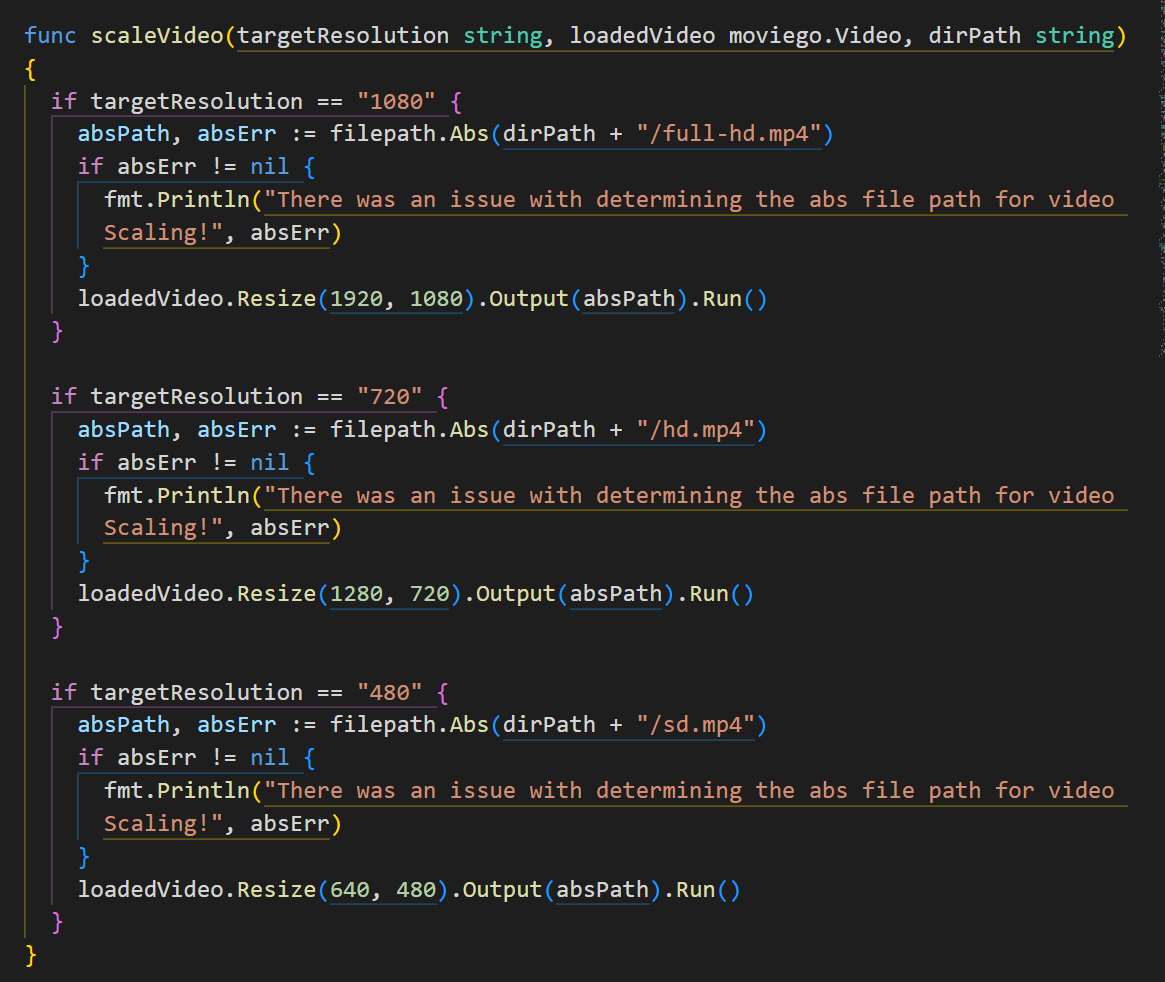 func scaleVideo(targetResolution string, loadedVideo moviego.Video, dirPath string)
{
  if targetResolution == "1080" {
    absPath, absErr := filepath.Abs(dirPath + "/full-hd.mp4")
    if absErr != nil {
      fmt.Println("There was an issue with determining the abs file path for video
      Scaling!", absErr)
    }
    loadedVideo.Resize(1920, 1080).Output(absPath).Run()
  }

  if targetResolution == "720" {
    absPath, absErr := filepath.Abs(dirPath + "/hd.mp4")
    if absErr != nil {
      fmt.Println("There was an issue with determining the abs file path for video
      Scaling!", absErr)
    }
    loadedVideo.Resize(1280, 720).Output(absPath).Run()
  }

  if targetResolution == "480" {
    absPath, absErr := filepath.Abs(dirPath + "/sd.mp4")
    if absErr != nil {
      fmt.Println("There was an issue with determining the abs file path for video
      Scaling!", absErr)
    }
    loadedVideo.Resize(640, 480).Output(absPath).Run()
  }
}